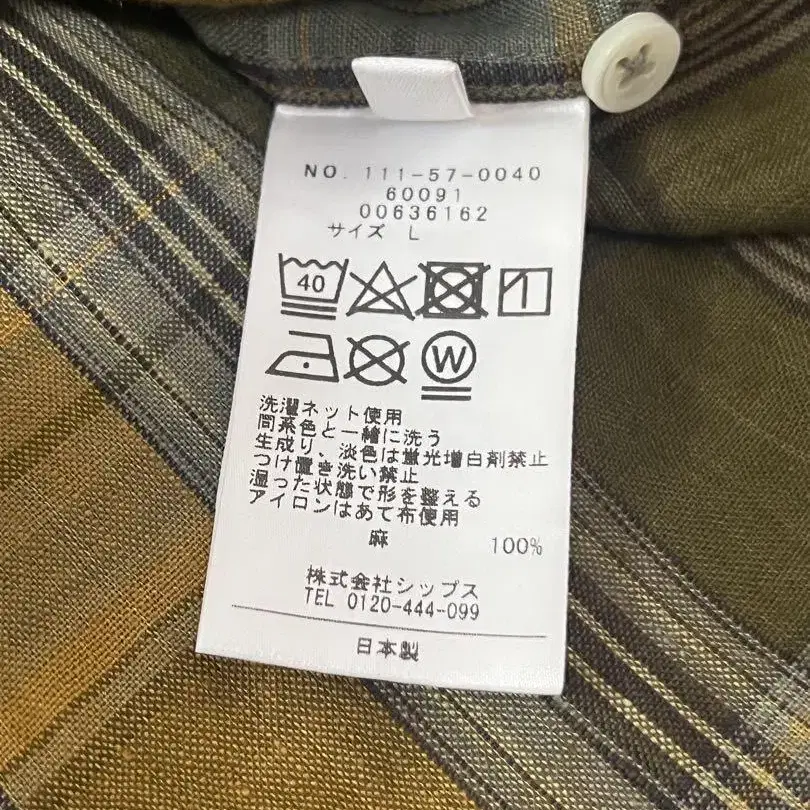 NO. 111-57-0040
60091
00636162
サイズ L
40
W
洗濯ネット使用
同系色と一緒に洗う
生成り、淡色は蛍光増白剤禁止
つけ置き洗い禁止
湿った状態で形を整える
アイロンはあて布使用
麻 100%
株式会社シップス
TEL 0120-444-099
日本製